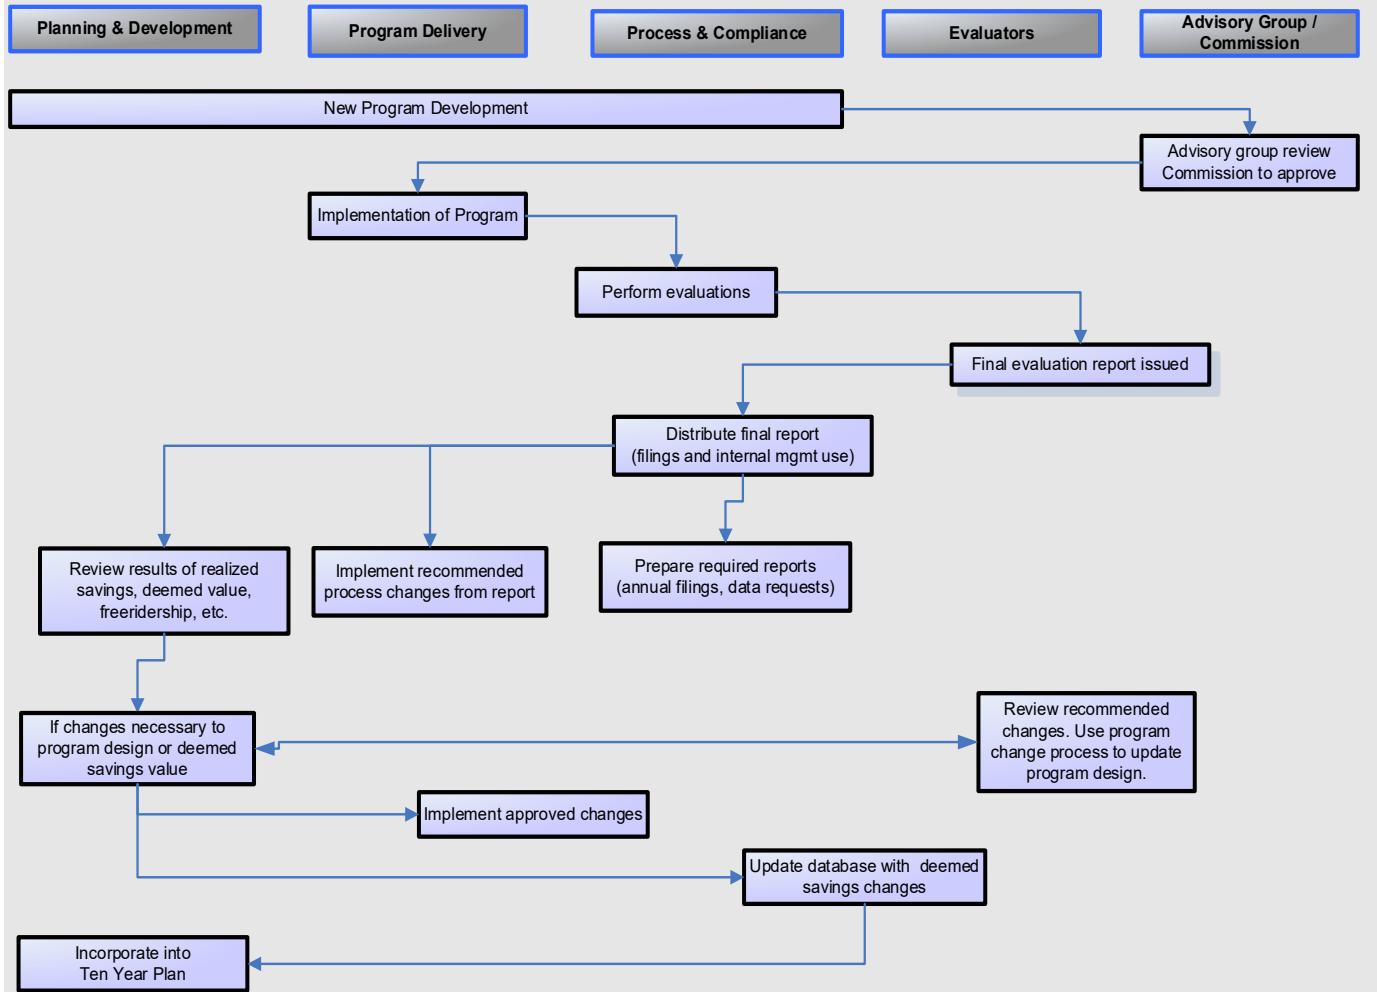 Planning & Development
Program Delivery
Process & Compliance
Evaluators
Advisory Group /
Commission
New Program Development
Advisory group review
Commission to approve
Implementation of Program
Perform evaluations
Final evaluation report issued
Distribute final report
(filings and internal mgmt use)
Review results of realized
savings, deemed value,
freeridership, etc.
Implement recommended
process changes from report
Prepare required reports
(annual filings, data requests)
If changes necessary to
program design or deemed
savings value
Review recommended
changes. Use program
change process to update
program design.
Implement approved changes
Update database with deemed
savings changes
Incorporate into
Ten Year Plan